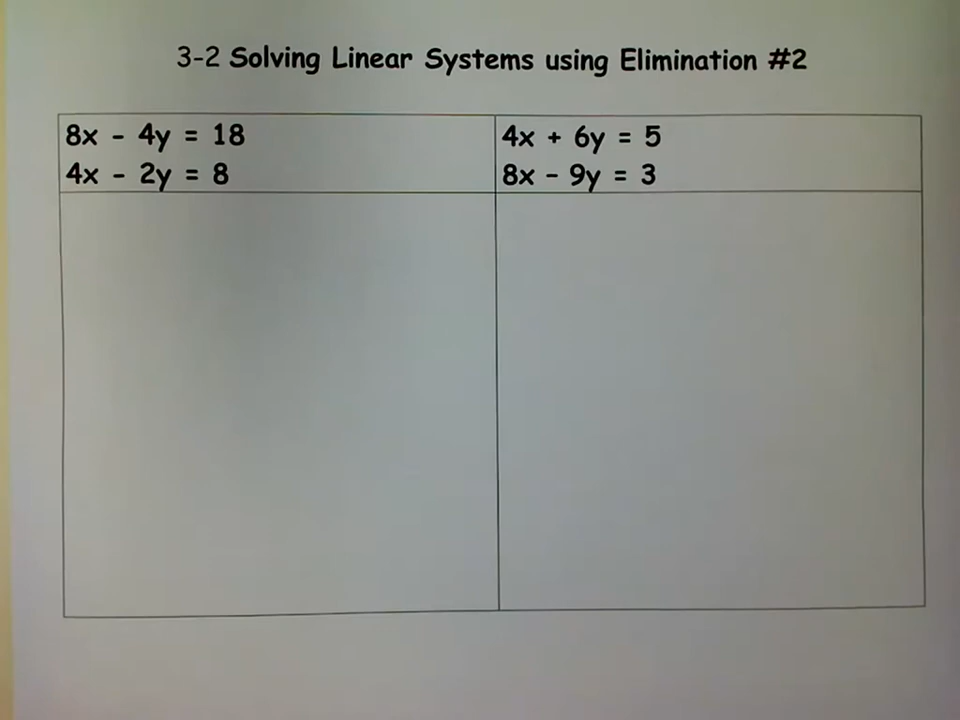 3-2 Solving Linear Systems using Elimination #2
8x - 4y = 18
4x - 2y = 8
4x + 6y = 5
8x - 9y = 3